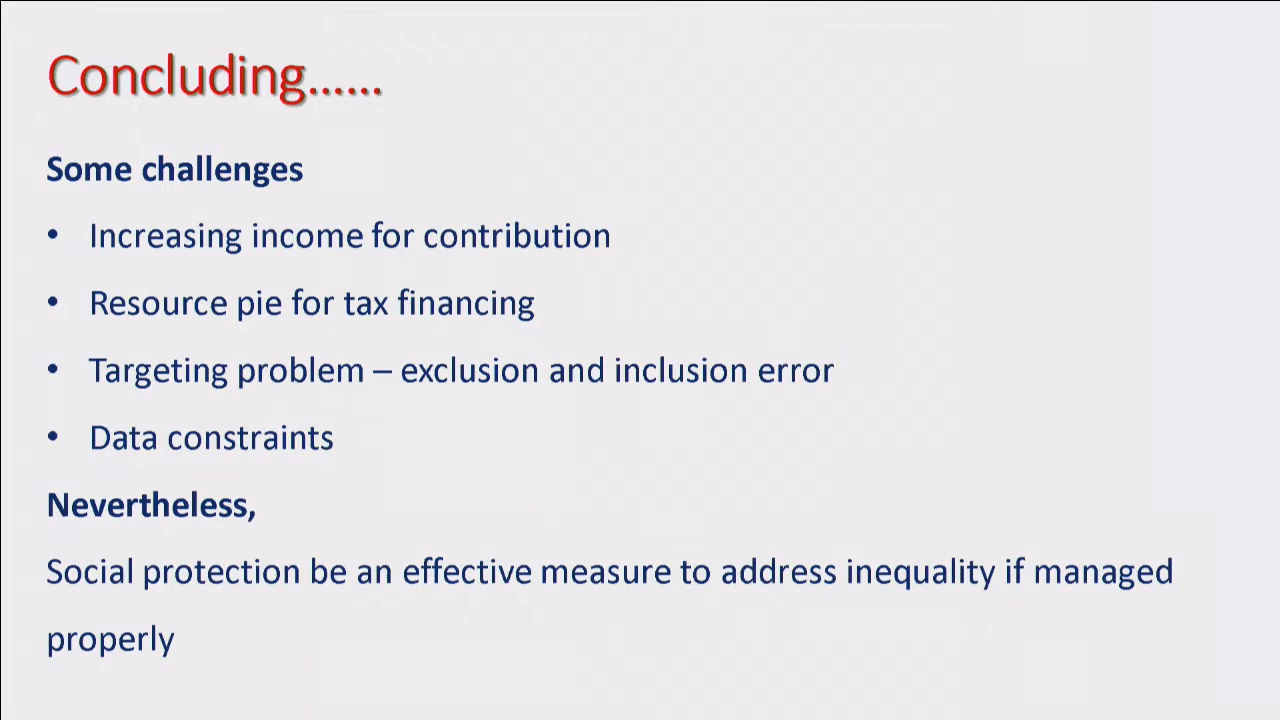 Concluding......
Some challenges
• Increasing income for contribution
• Resource pie for tax financing
• Targeting problem – exclusion and inclusion error
• Data constraints
Nevertheless,
Social protection be an effective measure to address inequality if managed
properly